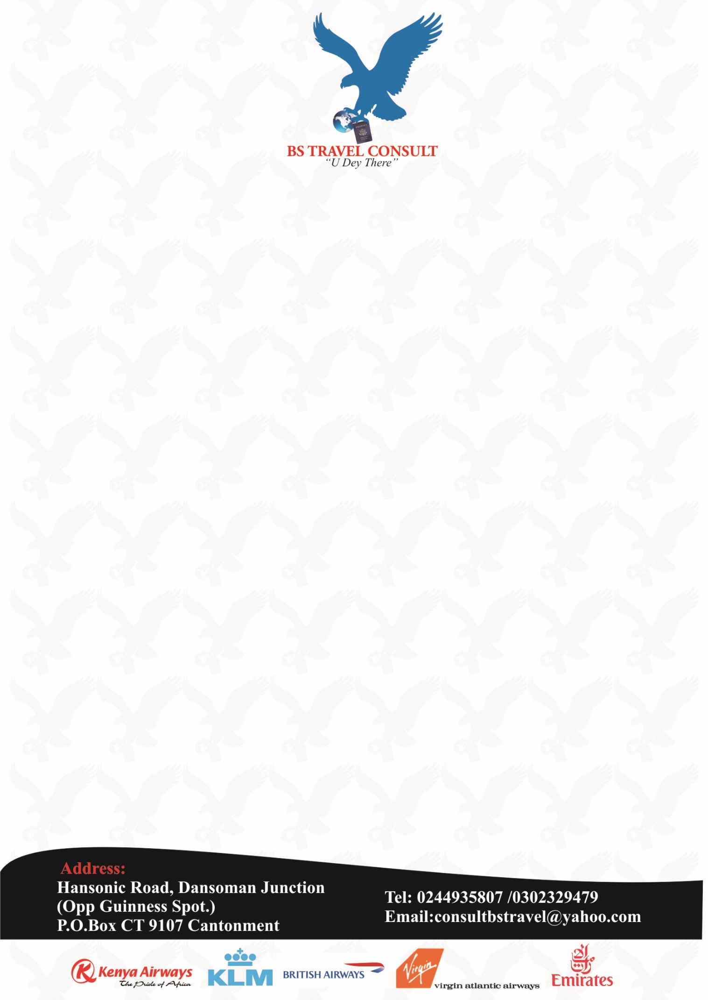 PASSPORT
BS TRAVEL CONSULT
“U Dey There”
Address:
Hansonic Road, Dansoman Junction
(Opp Guinness Spot.)
P.O.Box CT 9107 Cantonment
Tel: 0244935807 /0302329479
Email:consultbstravel@yahoo.com
Kenya Airways
The Pride of Africa
KLM
BRITISH AIRWAYS
Virgin
virgin atlantic airways
Emirates